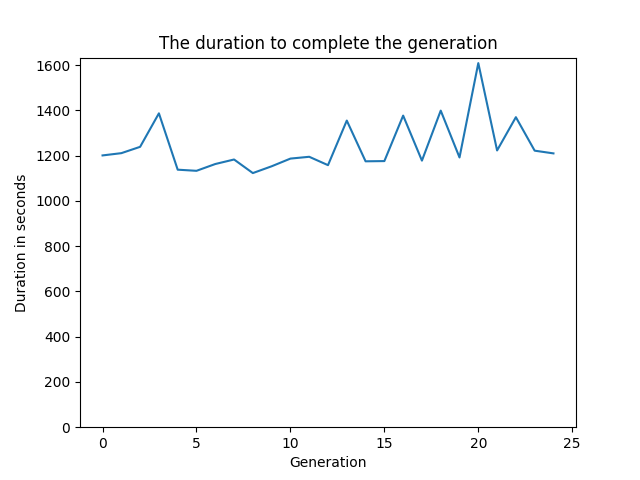 The duration to complete the generation
1600
1400
1200
1000
800
600
400
200
0
Duration in seconds
0 5 10 15 20 25
Generation